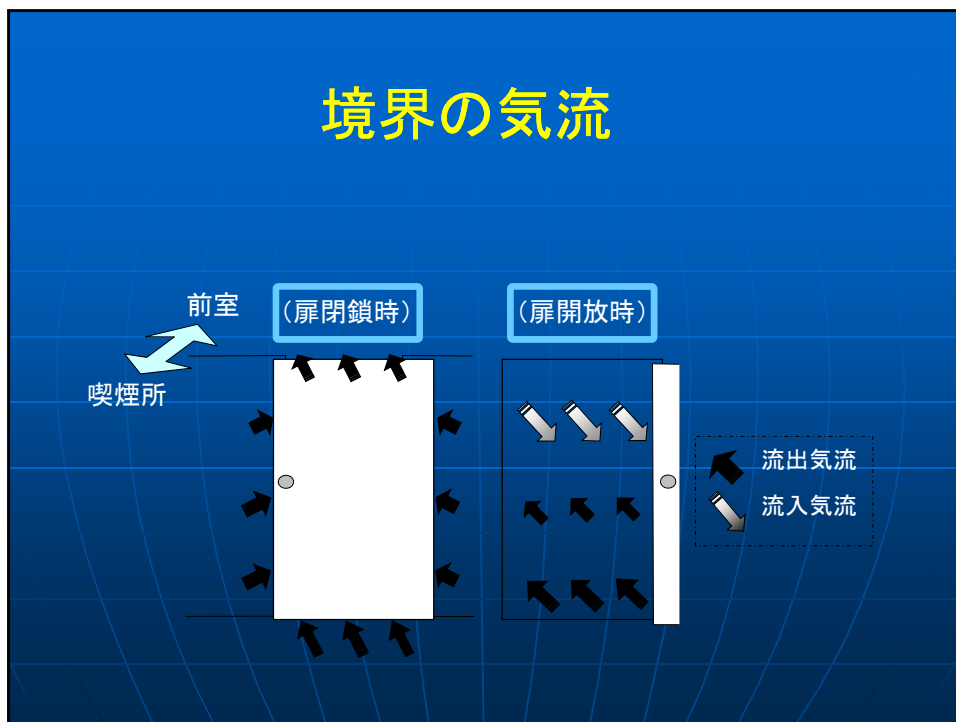 境界の気流
前室
(扉閉鎖時)
(扉開放時)
喫煙所
流出気流
流入気流